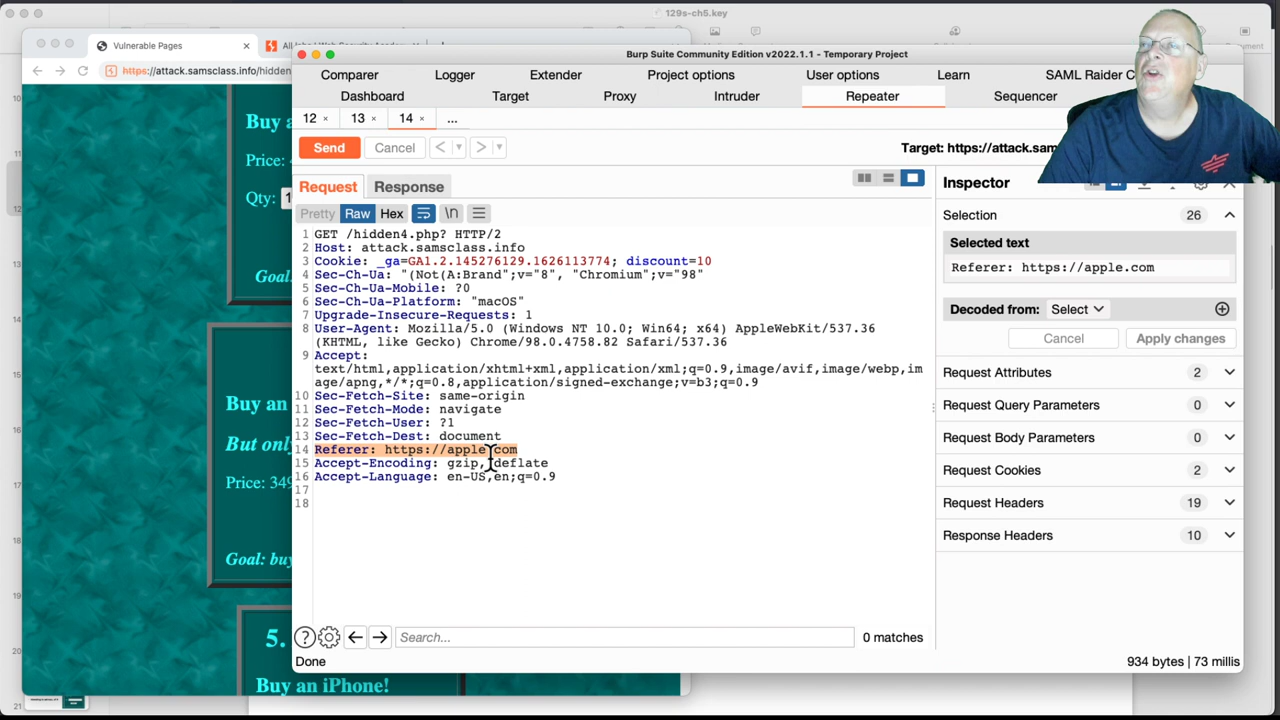 129s-ch5.key
Vulnerable Pages
https://attack.samsclass.info/hidden
Burp Suite Community Edition v2022.1.1 - Temporary Project
Comparer Logger Extender Project options User options Learn SAML Raider C
Dashboard Target Proxy Intruder Repeater Sequencer
12 × 13 × 14 × ...
Send Cancel < >
Target: https://attack.sams
Request Response
Pretty Raw Hex \n
1 GET /hidden4.php? HTTP/2
2 Host: attack.samsclass.info
3 Cookie: _ga=GA1.2.145276129.1626113774; discount=10
4 Sec-Ch-Ua: "(Not(A:Brand";v="8", "Chromium";v="98"
5 Sec-Ch-Ua-Mobile: ?0
6 Sec-Ch-Ua-Platform: "macOS"
7 Upgrade-Insecure-Requests: 1
8 User-Agent: Mozilla/5.0 (Windows NT 10.0; Win64; x64) AppleWebKit/537.36
(KHTML, like Gecko) Chrome/98.0.4758.82 Safari/537.36
9 Accept:
text/html,application/xhtml+xml,application/xml;q=0.9,image/avif,image/webp,im
age/apng,*/*;q=0.8,application/signed-exchange;v=b3;q=0.9
10 Sec-Fetch-Site: same-origin
11 Sec-Fetch-Mode: navigate
12 Sec-Fetch-User: ?1
13 Sec-Fetch-Dest: document
14 Referer: https://apple.com
15 Accept-Encoding: gzip, deflate
16 Accept-Language: en-US,en;q=0.9
17
18
Search...
0 matches
Done
934 bytes | 73 millis
Inspector
Selection 26
Selected text
Referer: https://apple.com
Decoded from: Select
Cancel Apply changes
Request Attributes 2
Request Query Parameters 0
Request Body Parameters 0
Request Cookies 2
Request Headers 19
Response Headers 10
Buy a
Price:
Qty: 1
Goal.
Buy an
But only
Price: 349
Goal: buy
5.
Buy an iPhone!